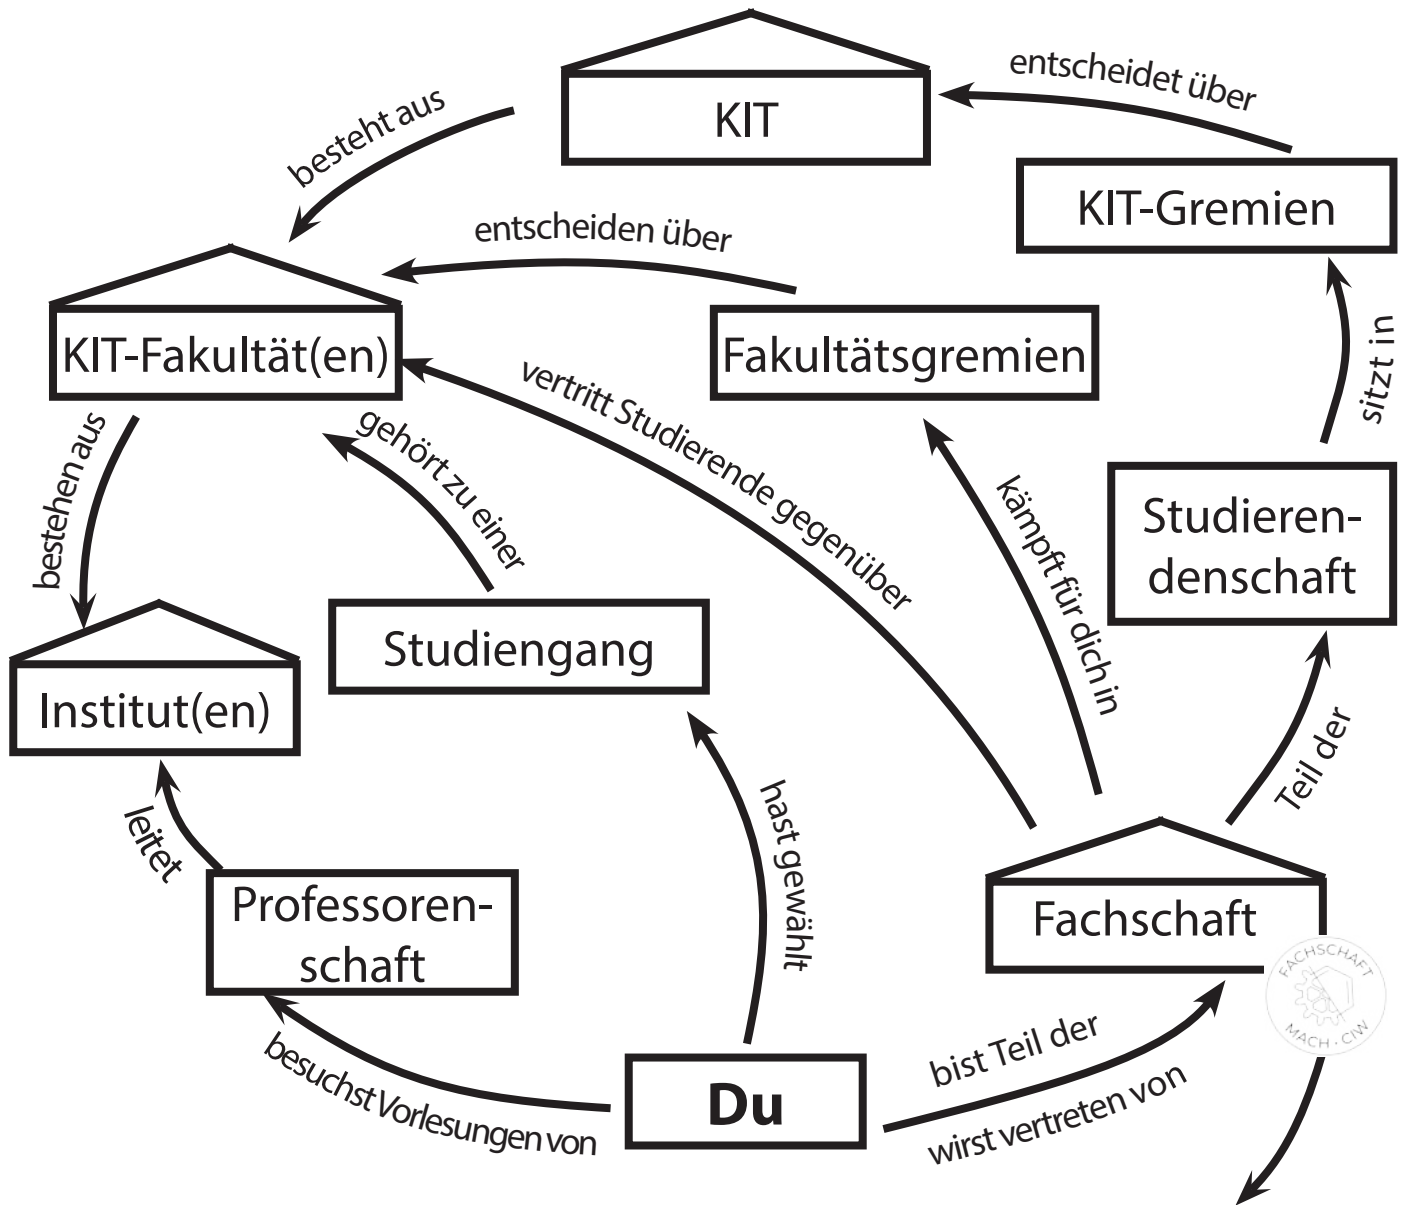 KIT
entscheidet über
besteht aus
KIT-Gremien
entscheiden über
KIT-Fakultät(en)
Fakultätsgremien
sitzt in
vertritt Studierende gegenüber
gehört zu einer
bestehen aus
kämpft für dich in
Studieren-
denschaft
Studiengang
Institut(en)
Teil der
leitet
hast gewählt
Professoren-
schaft
Fachschaft
FACHSCHAFT
MACH · CIW
bist Teil der
wirst vertreten von
besuchst Vorlesungen von
Du